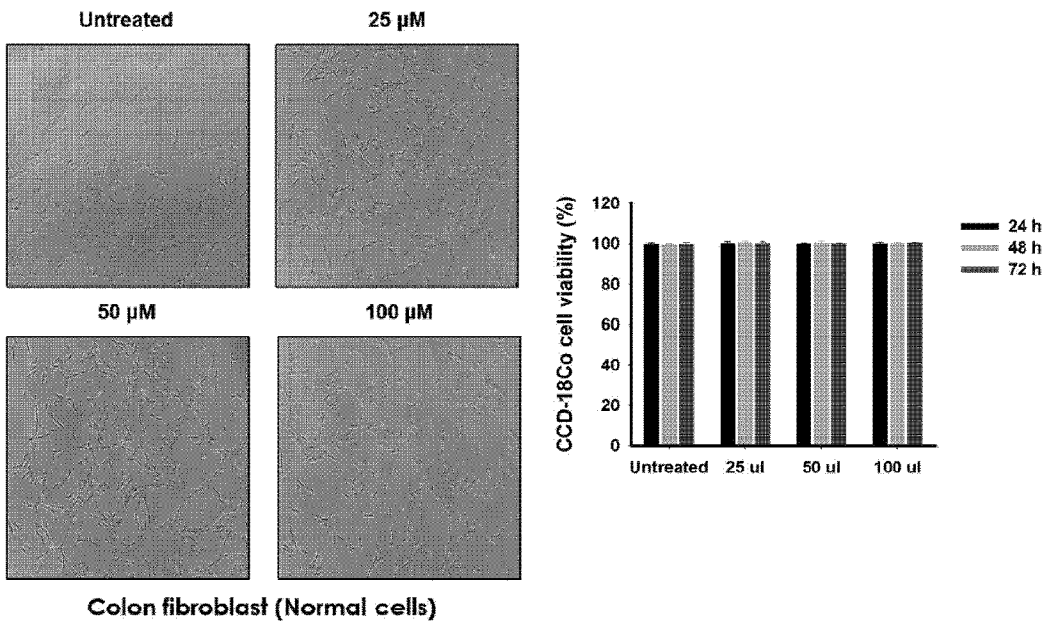 Untreated
25 µM
50 µM
100 µM
Colon fibroblast (Normal cells)
CCD-18Co cell viability (%)
120
100
80
60
40
20
0
Untreated
25 ul
50 ul
100 ul
24 h
48 h
72 h